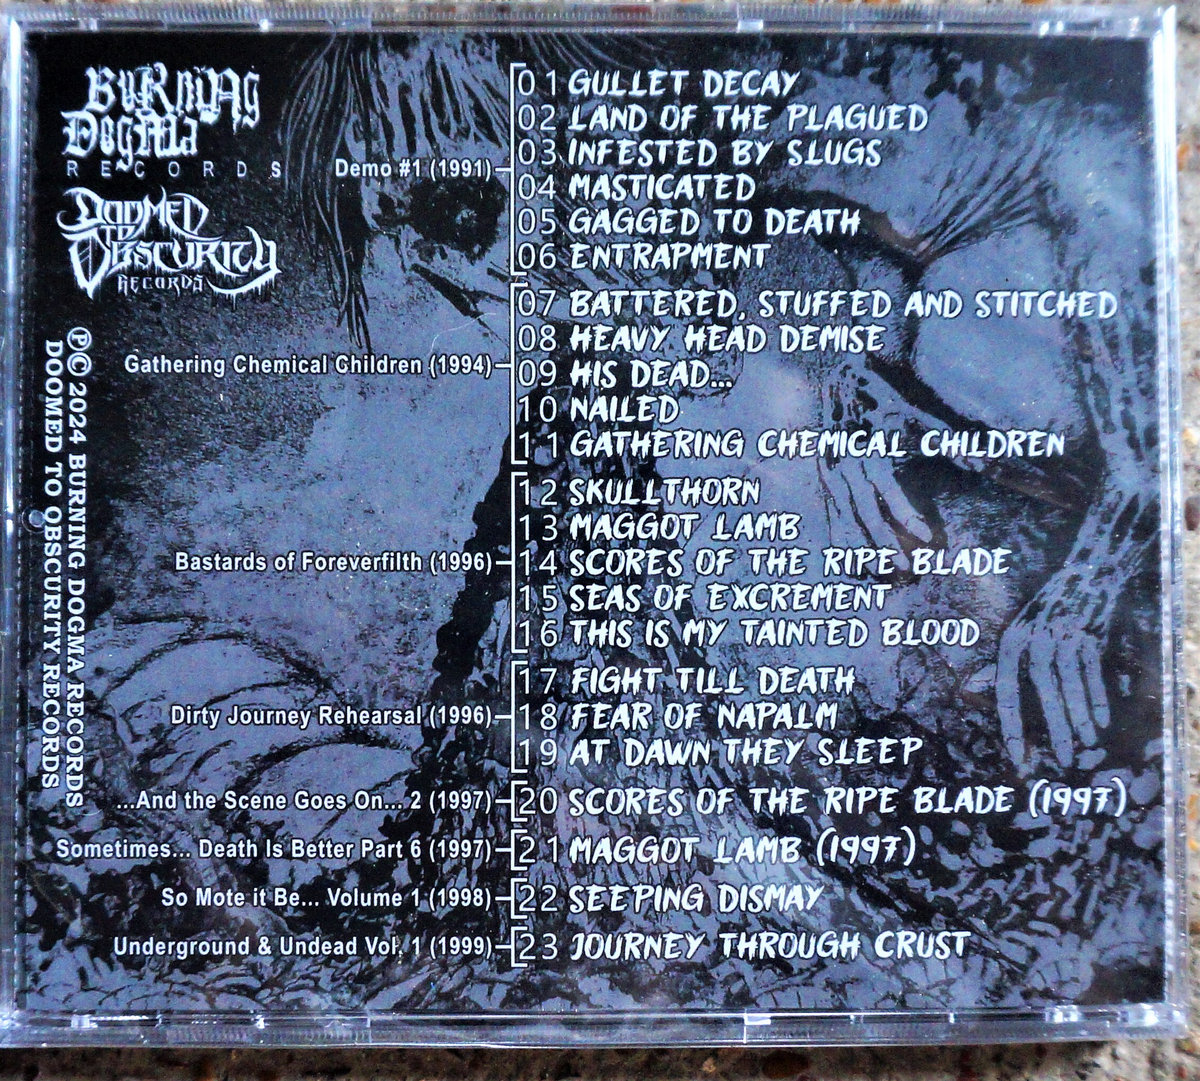 Burning
Dogma
RECORDS
DOOMED
TO
OBSCURITY
RECORDS
℗© 2024 BURNING DOGMA RECORDS
DOOMED TO OBSCURITY RECORDS
Demo #1 (1991)
01 GULLET DECAY
02 LAND OF THE PLAGUED
03 INFESTED BY SLUGS
04 MASTICATED
05 GAGGED TO DEATH
06 ENTRAPMENT
Gathering Chemical Children (1994)
07 BATTERED, STUFFED AND STITCHED
08 HEAVY HEAD DEMISE
09 HIS DEAD...
10 NAILED
11 GATHERING CHEMICAL CHILDREN
Bastards of Foreverfilth (1996)
12 SKULLTHORN
13 MAGGOT LAMB
14 SCORES OF THE RIPE BLADE
15 SEAS OF EXCREMENT
16 THIS IS MY TAINTED BLOOD
Dirty Journey Rehearsal (1996)
17 FIGHT TILL DEATH
18 FEAR OF NAPALM
19 AT DAWN THEY SLEEP
...And the Scene Goes On... 2 (1997)
20 SCORES OF THE RIPE BLADE (1997)
Sometimes... Death Is Better Part 6 (1997)
21 MAGGOT LAMB (1997)
So Mote it Be... Volume 1 (1998)
22 SEEPING DISMAY
Underground & Undead Vol. 1 (1999)
23 JOURNEY THROUGH CRUST